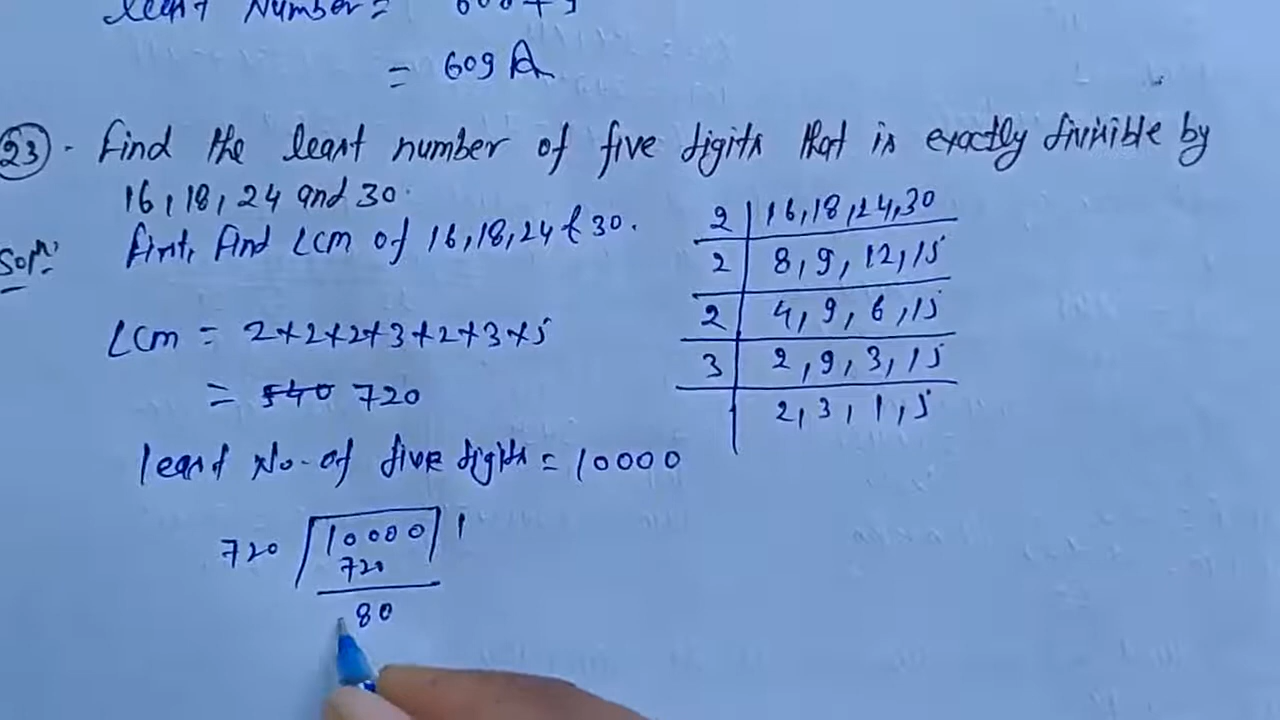 least Number =
= 609 A
(23). find the least number of five digits that is exactly divisible by
16, 18, 24 and 30.
Soln: first, find LCM of 16, 18, 24 & 30.
2 | 16, 18, 24, 30
2 | 8, 9, 12, 15
2 | 4, 9, 6, 15
3 | 2, 9, 3, 15
2, 3, 1, 5
LCM = 2×2×2×3×2×3×5
= 540 720
least No. of five digits = 10000
720 | 10000 | 1
720
80